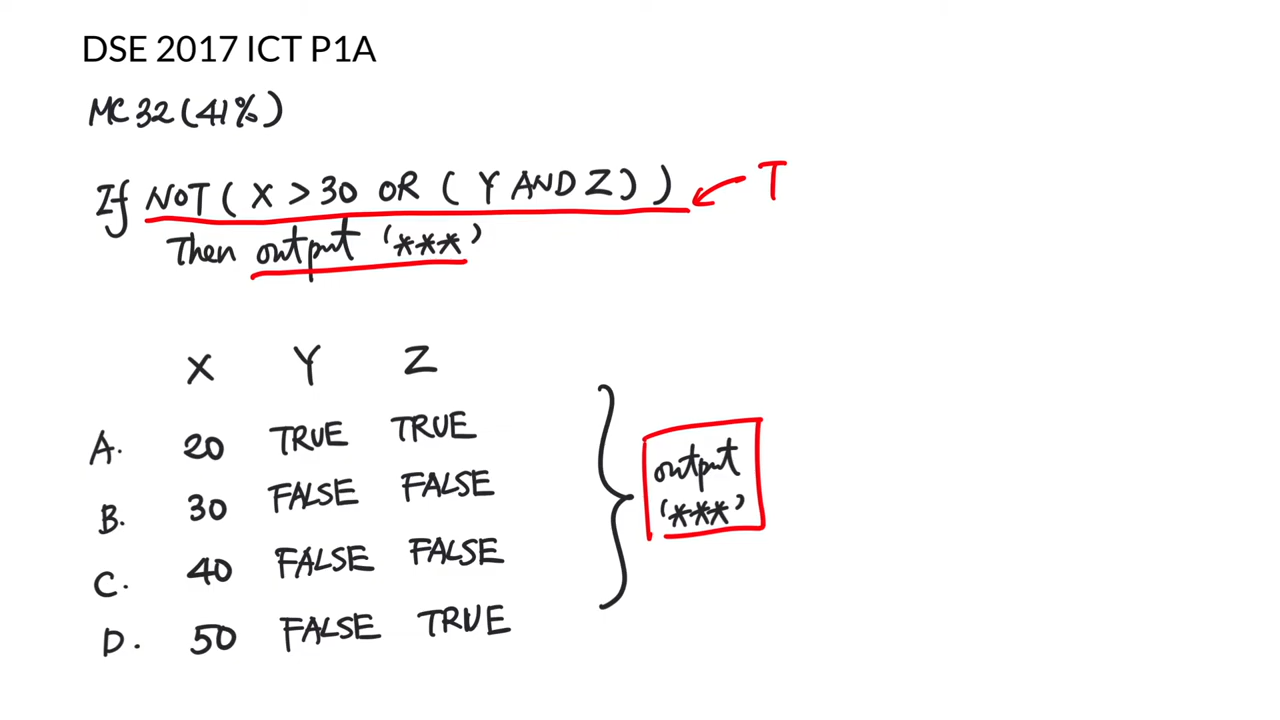 DSE 2017 ICT P1A
MC 32 (41%)
If NOT ( X > 30 OR ( Y AND Z ) )
T
Then output '***'
X Y Z
A. 20 TRUE TRUE
B. 30 FALSE FALSE
C. 40 FALSE FALSE
D. 50 FALSE TRUE
output
'***'